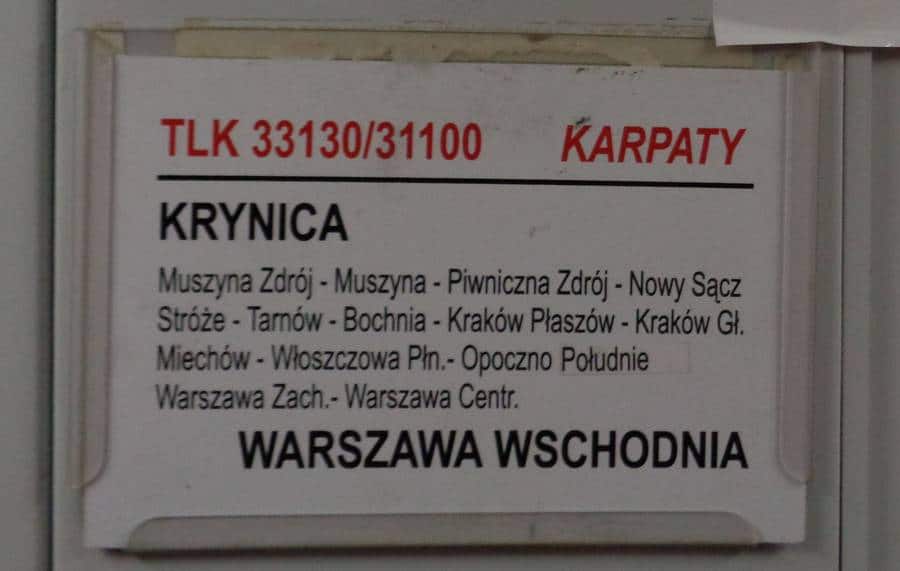 TLK 33130/31100 KARPATY
KRYNICA
Muszyna Zdrój - Muszyna - Piwniczna Zdrój - Nowy Sącz
Stróże - Tarnów - Bochnia - Kraków Płaszów - Kraków Gł.
Miechów - Włoszczowa Płn.- Opoczno Południe
Warszawa Zach.- Warszawa Centr.
WARSZAWA WSCHODNIA